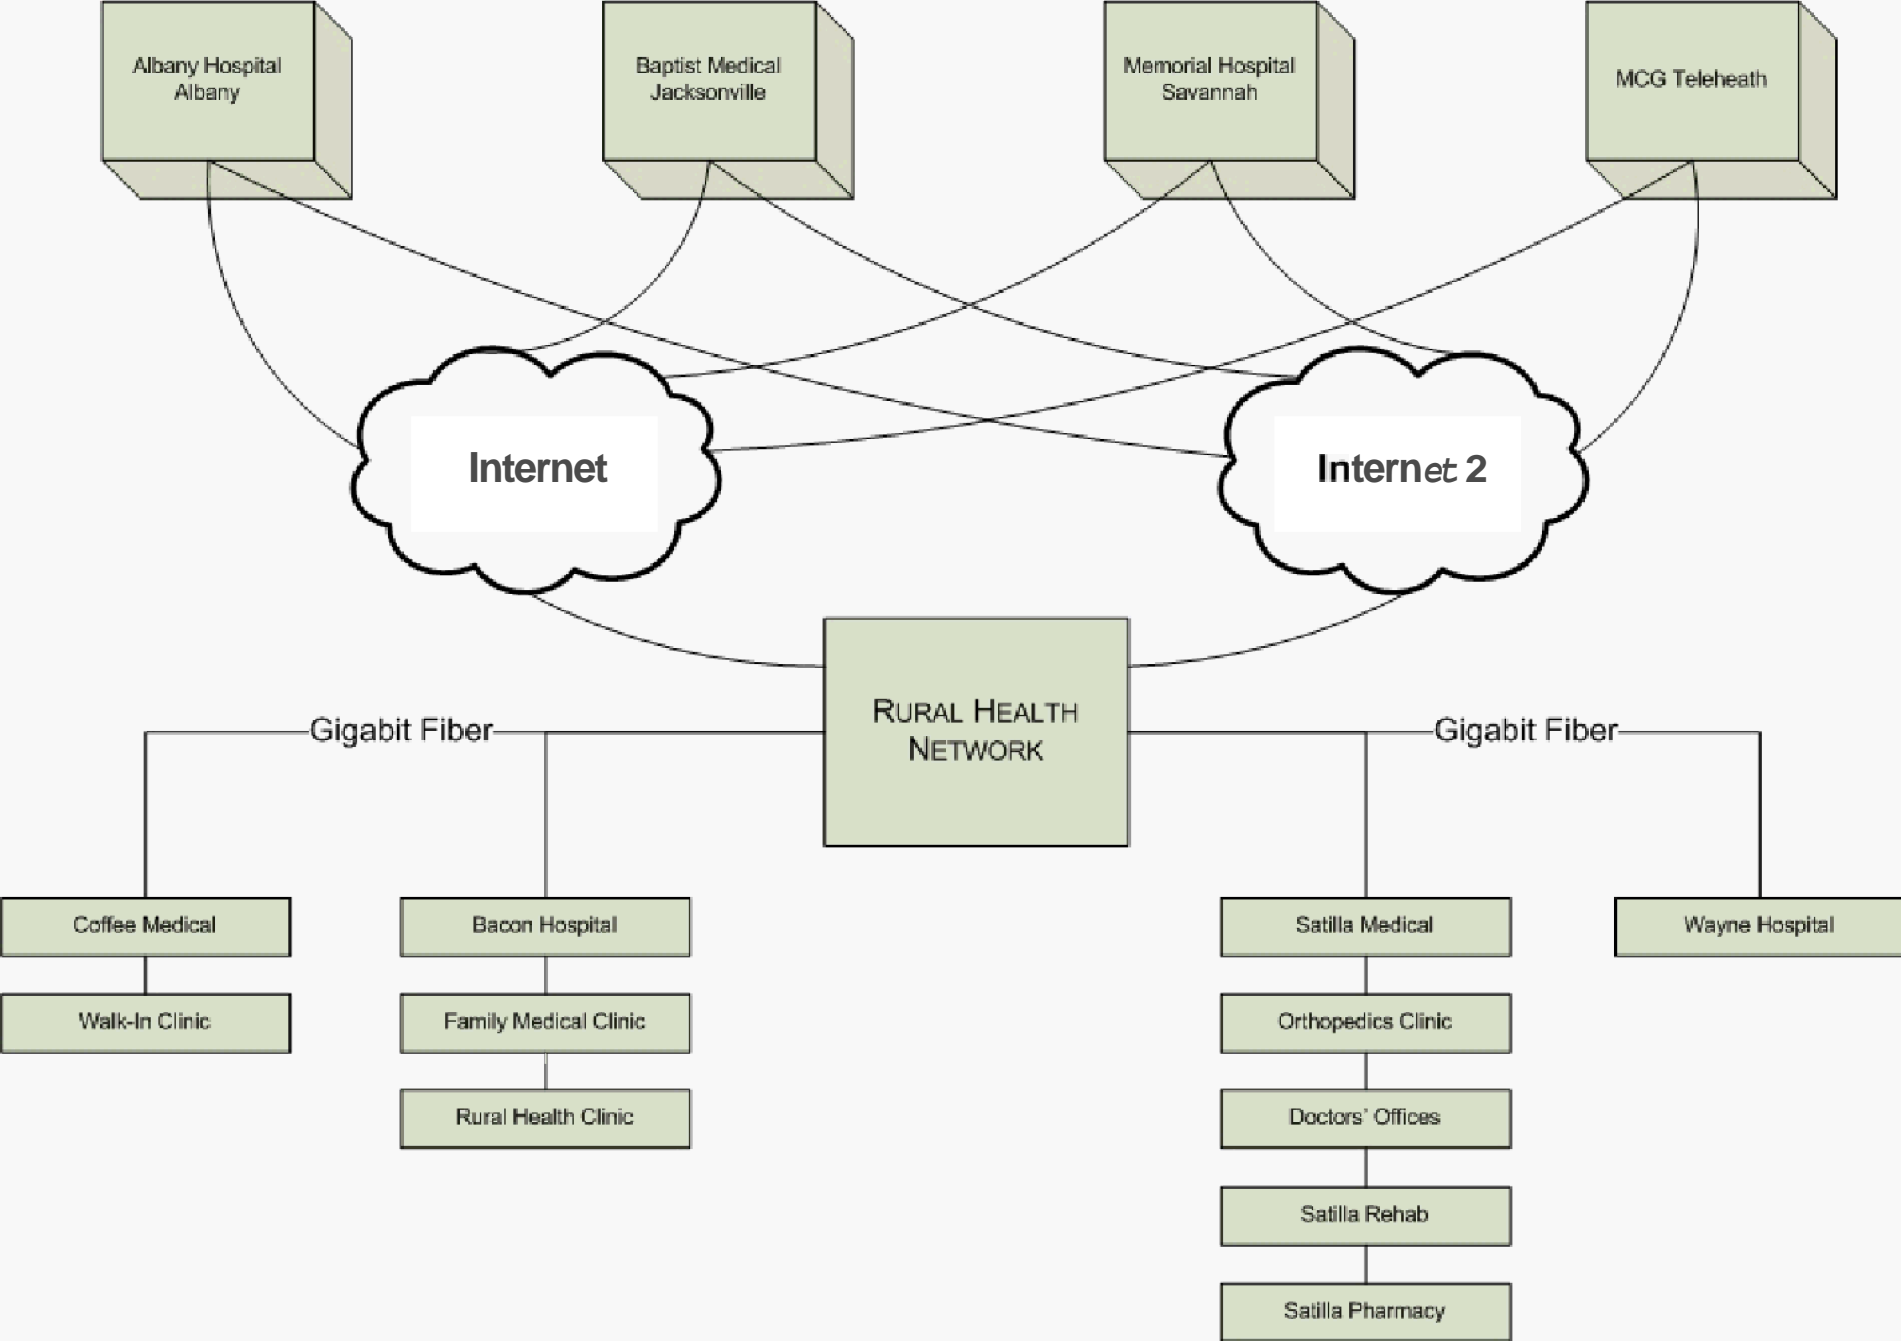 Albany Hospital
Albany
Baptist Medical
Jacksonville
Memorial Hospital
Savannah
MCG Teleheath
Internet
Internet 2
RURAL HEALTH
NETWORK
Gigabit Fiber
Gigabit Fiber
Coffee Medical
Bacon Hospital
Satilla Medical
Wayne Hospital
Walk-In Clinic
Family Medical Clinic
Orthopedics Clinic
Rural Health Clinic
Doctors' Offices
Satilla Rehab
Satilla Pharmacy